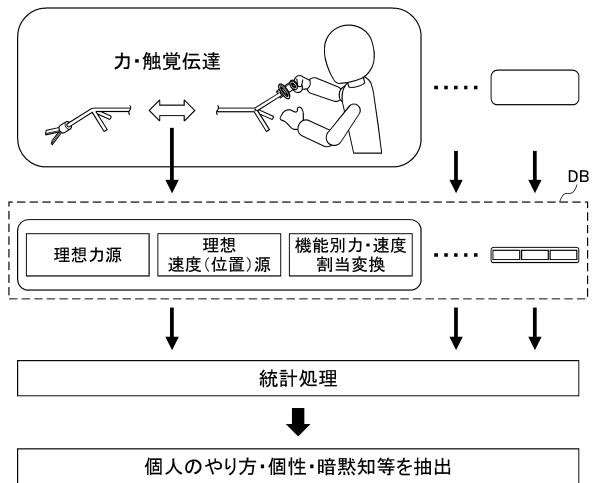 力・触覚伝達
DB
理想力源
理想
速度(位置)源
機能別力・速度
割当変換
統計処理
個人のやり方・個性・暗黙知等を抽出